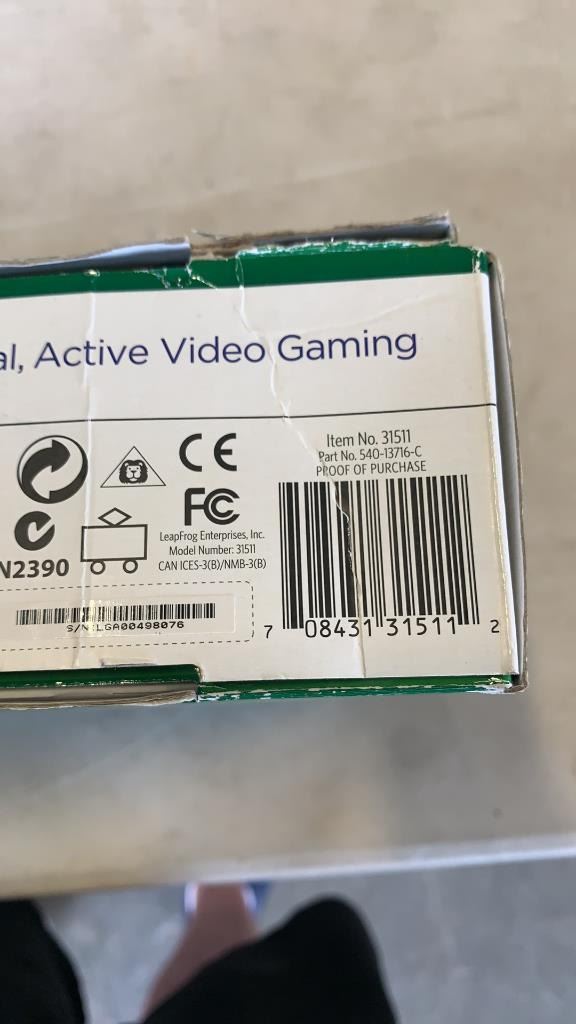 al, Active Video Gaming
Item No. 31511
Part No. 540-13716-C
PROOF OF PURCHASE
CE
FC
LeapFrog Enterprises, Inc.
Model Number: 31511
CAN ICES-3(B)/NMB-3(B)
N2390
S/N:LGA00498076
7 08431 31511 2